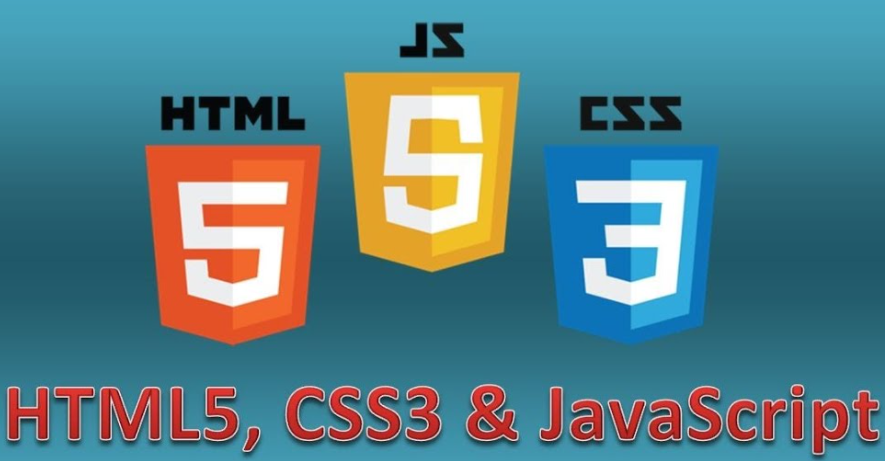 JS
HTML
CSS
5
5
3
HTML5, CSS3 & JavaScript